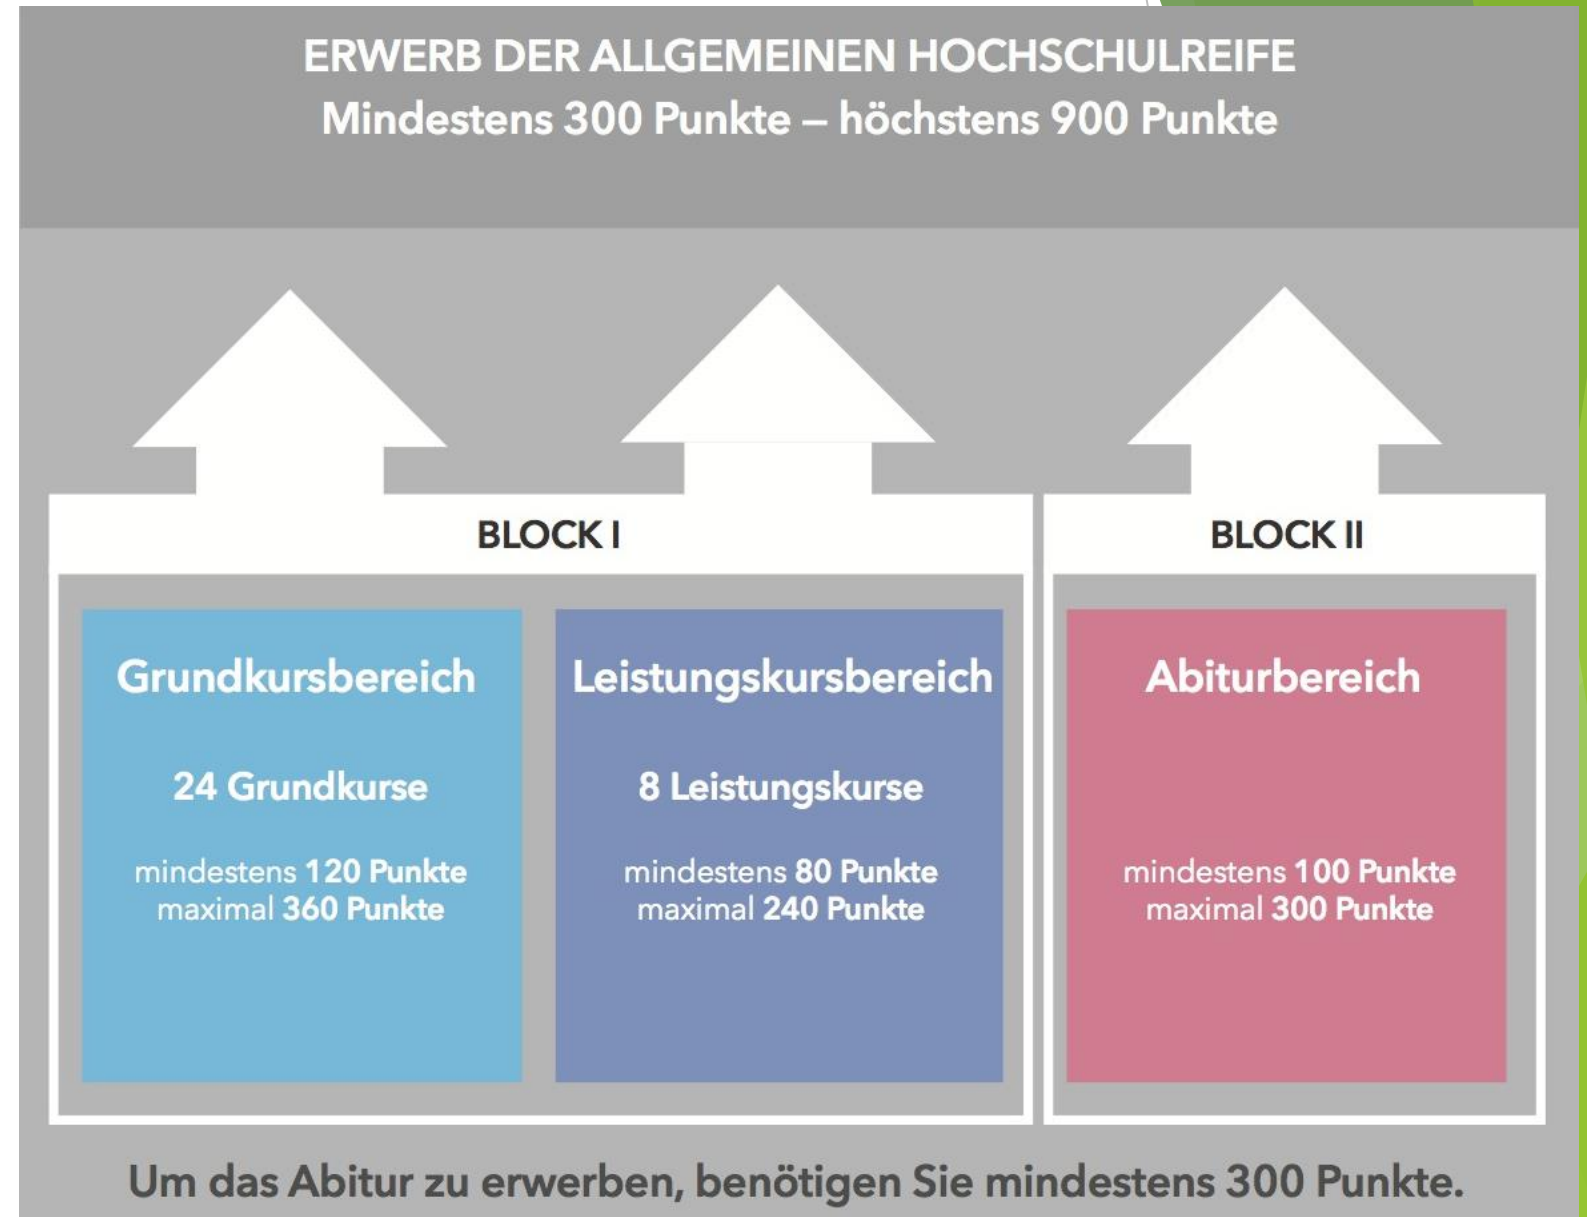 ERWERB DER ALLGEMEINEN HOCHSCHULREIFE
Mindestens 300 Punkte – höchstens 900 Punkte
BLOCK I
Grundkursbereich
24 Grundkurse
mindestens 120 Punkte
maximal 360 Punkte
Leistungskursbereich
8 Leistungskurse
mindestens 80 Punkte
maximal 240 Punkte
BLOCK II
Abiturbereich
mindestens 100 Punkte
maximal 300 Punkte
Um das Abitur zu erwerben, benötigen Sie mindestens 300 Punkte.